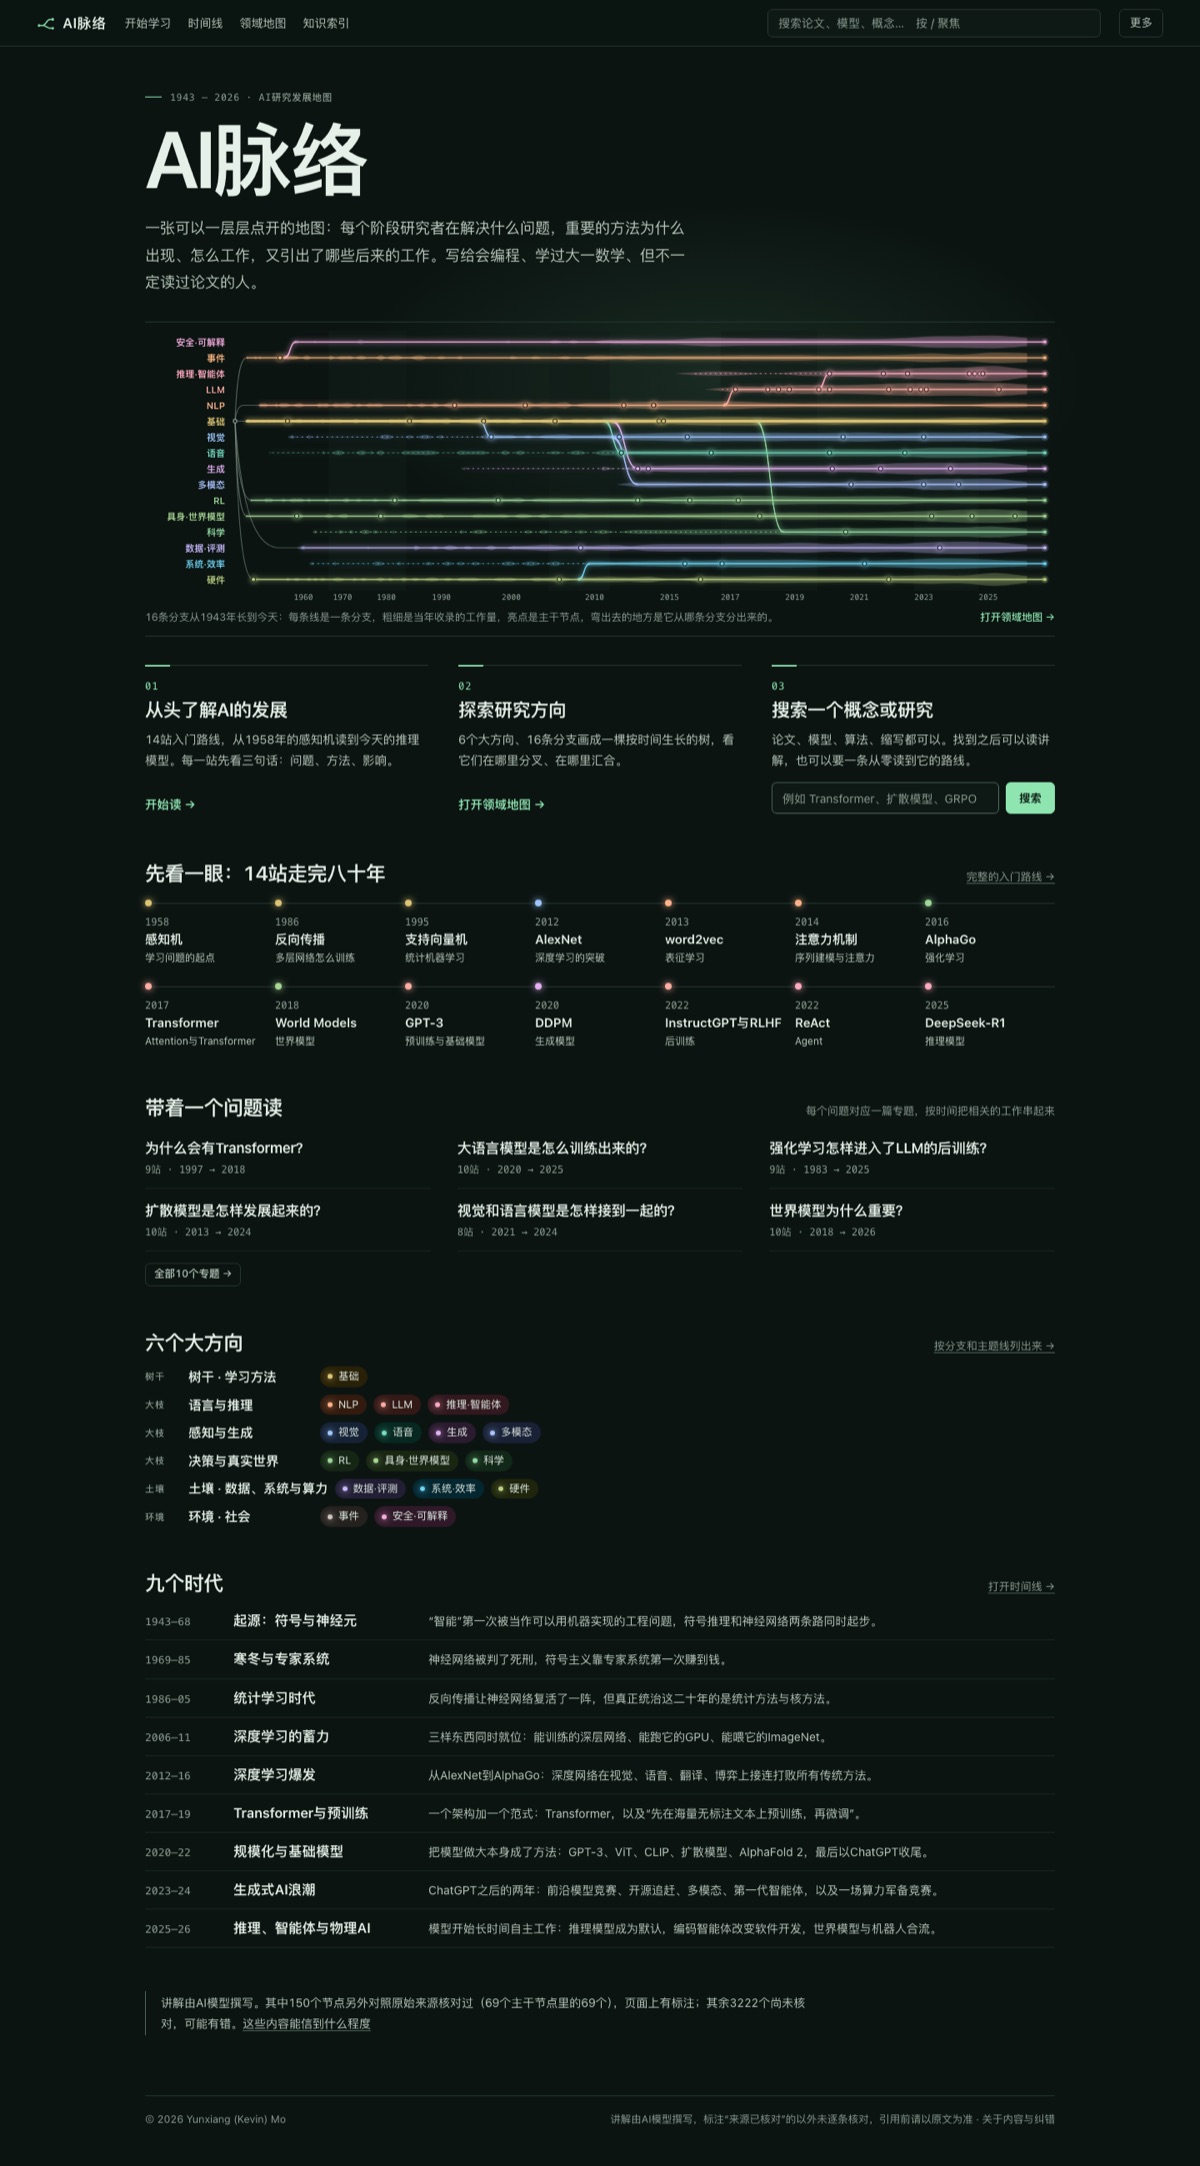 AI脉络 开始学习 时间线 领域地图 知识索引 搜索论文、模型、概念... 按 / 聚焦 更多
1943 — 2026 · AI研究发展地图
AI脉络
一张可以一层层点开的地图：每个阶段研究者在解决什么问题，重要的方法为什么
出现、怎么工作，又引出了哪些后来的工作。写给会编程、学过大一数学、但不一
定读过论文的人。
安全·可解释
事件
推理·智能体
LLM
NLP
基础
视觉
语音
生成
多模态
RL
具身·世界模型
科学
数据·评测
系统·效率
硬件
1960 1970 1980 1990 2000 2010 2015 2017 2019 2021 2023 2025
16条分支从1943年长到今天：每条线是一条分支，粗细是当年收录的工作量，亮点是主干节点，弯出去的地方是它从哪条分支分出来的。 打开领域地图 →
01
从头了解AI的发展
14站入门路线，从1958年的感知机读到今天的推理
模型。每一站先看三句话：问题、方法、影响。
开始读 →
02
探索研究方向
6个大方向、16条分支画成一棵按时间生长的树，看
它们在哪里分叉、在哪里汇合。
打开领域地图 →
03
搜索一个概念或研究
论文、模型、算法、缩写都可以。找到之后可以读讲
解，也可以要一条从零读到它的路线。
例如 Transformer、扩散模型、GRPO 搜索
先看一眼：14站走完八十年 完整的入门路线 →
1958 1986 1995 2012 2013 2014 2016
感知机 反向传播 支持向量机 AlexNet word2vec 注意力机制 AlphaGo
学习问题的起点 多层网络怎么训练 统计机器学习 深度学习的突破 表征学习 序列建模与注意力 强化学习
2017 2018 2020 2020 2022 2022 2025
Transformer World Models GPT-3 DDPM InstructGPT与RLHF ReAct DeepSeek-R1
Attention与Transformer 世界模型 预训练与基础模型 生成模型 后训练 Agent 推理模型
带着一个问题读 每个问题对应一篇专题，按时间把相关的工作串起来
为什么会有Transformer? 大语言模型是怎么训练出来的? 强化学习怎样进入了LLM的后训练?
9站 · 1997 → 2018 10站 · 2020 → 2025 9站 · 1983 → 2025
扩散模型是怎样发展起来的? 视觉和语言模型是怎样接到一起的? 世界模型为什么重要?
10站 · 2013 → 2024 8站 · 2021 → 2024 10站 · 2018 → 2026
全部10个专题 →
六个大方向 按分支和主题线列出来 →
树干 树干 · 学习方法 基础
大枝 语言与推理 NLP LLM 推理·智能体
大枝 感知与生成 视觉 语音 生成 多模态
大枝 决策与真实世界 RL 具身·世界模型 科学
土壤 土壤 · 数据、系统与算力 数据·评测 系统·效率 硬件
环境 环境 · 社会 事件 安全·可解释
九个时代 打开时间线 →
1943–68 起源：符号与神经元 “智能”第一次被当作可以用机器实现的工程问题，符号推理和神经网络两条路同时起步。
1969–85 寒冬与专家系统 神经网络被判了死刑，符号主义靠专家系统第一次赚到钱。
1986–05 统计学习时代 反向传播让神经网络复活了一阵，但真正统治这二十年的是统计方法与核方法。
2006–11 深度学习的蓄力 三样东西同时就位：能训练的深层网络、能跑它的GPU、能喂它的ImageNet。
2012–16 深度学习爆发 从AlexNet到AlphaGo：深度网络在视觉、语音、翻译、博弈上接连打败所有传统方法。
2017–19 Transformer与预训练 一个架构加一个范式：Transformer，以及“先在海量无标注文本上预训练，再微调”。
2020–22 规模化与基础模型 把模型做大本身成了方法：GPT-3、ViT、CLIP、扩散模型、AlphaFold 2，最后以ChatGPT收尾。
2023–24 生成式AI浪潮 ChatGPT之后的两年：前沿模型竞赛、开源追赶、多模态、第一代智能体，以及一场算力军备竞赛。
2025–26 推理、智能体与物理AI 模型开始长时间自主工作：推理模型成为默认，编码智能体改变软件开发，世界模型与机器人合流。
讲解由AI模型撰写。其中150个节点另外对照原始来源核对过（69个主干节点里的69个），页面上有标注；其余3222个尚未核
对，可能有错。这些内容能信到什么程度
© 2026 Yunxiang (Kevin) Mo 讲解由AI模型撰写，标注“来源已核对”的以外未逐条核对，引用前请以原文为准 · 关于内容与纠错